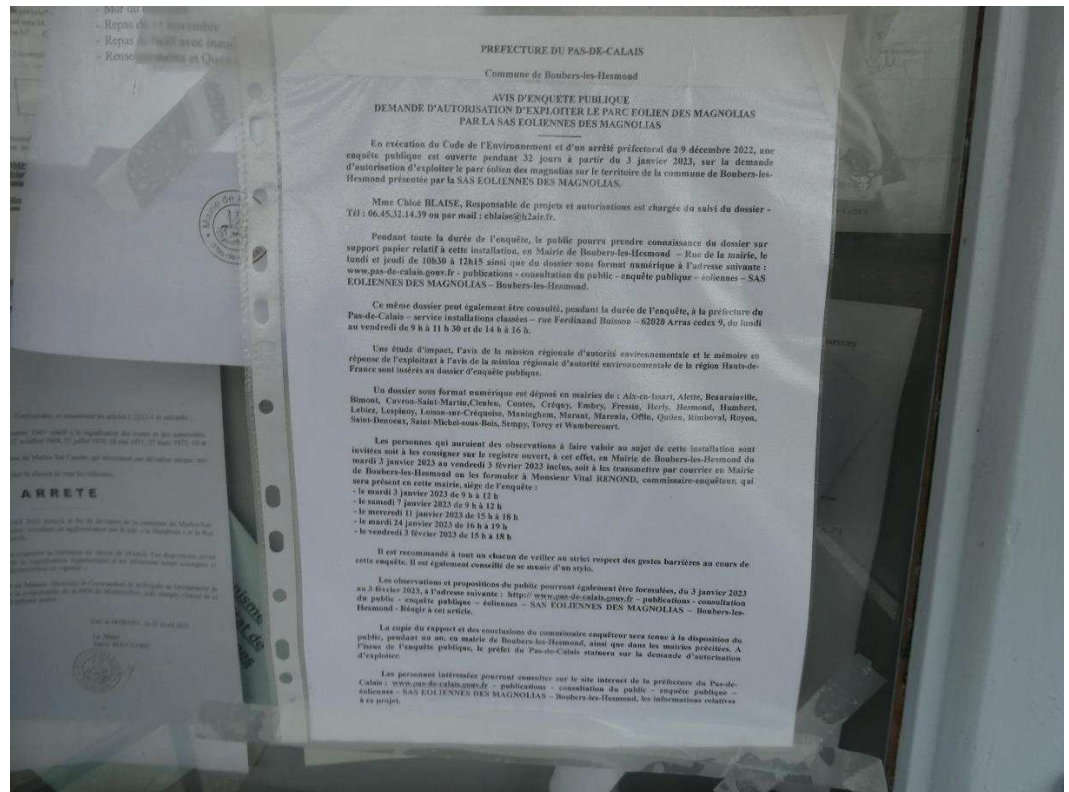 - Repas de 11 novembre
- Repas de Noël avec
- Renseignements et
PREFECTURE DU PAS-DE-CALAIS
Commune de Boubers-les-Hesmond
AVIS D'ENQUETE PUBLIQUE
DEMANDE D'AUTORISATION D'EXPLOITER LE PARC EOLIEN DES MAGNOLIAS
PAR LA SAS EOLIENNES DES MAGNOLIAS
En exécution du Code de l'Environnement et d'un arrêté préfectoral du 9 décembre 2022, une
enquête publique est ouverte pendant 32 jours à partir du 3 janvier 2023, sur la demande
d'autorisation d'exploiter le parc éolien des magnolias sur le territoire de la commune de Boubers-les-
Hesmond présentée par la SAS EOLIENNES DES MAGNOLIAS.
Mme Chloé BLAISE, Responsable de projets et autorisations est chargée du suivi du dossier -
Tél : 06.45.32.14.39 ou par mail : cblaise@h2air.fr.
Pendant toute la durée de l'enquête, le public pourra prendre connaissance du dossier sur
support papier relatif à cette installation, en Mairie de Boubers-les-Hesmond – Rue de la mairie, le
lundi et jeudi de 10h30 à 12h15 ainsi que du dossier sous format numérique à l'adresse suivante :
www.pas-de-calais.gouv.fr - publications - consultation du public - enquête publique - éoliennes – SAS
EOLIENNES DES MAGNOLIAS – Boubers-les-Hesmond.
Ce même dossier peut également être consulté, pendant la durée de l'enquête, à la préfecture du
Pas-de-Calais – service installations classées – rue Ferdinand Buisson – 62020 Arras cedex 9, du lundi
au vendredi de 9 h à 11 h 30 et de 14 h à 16 h.
Une étude d'impact, l'avis de la mission régionale d'autorité environnementale et le mémoire en
réponse de l'exploitant à l'avis de la mission régionale d'autorité environnementale de la région Hauts-de-
France sont insérés au dossier d'enquête publique.
Un dossier sous format numérique est déposé en mairies de : Aix-en-Issart, Alette, Beaurainville,
Bimont, Cavron-Saint-Martin,Clenleu, Contes, Créquy, Embry, Fressin, Herly, Hesmond, Humbert,
Lebiez, Lespinoy, Loison-sur-Créquoise, Maninghem, Marant, Marenla, Offin, Quilen, Rimboval, Royon,
Saint-Denoeux, Saint-Michel-sous-Bois, Sempy, Torcy et Wambercourt.
Les personnes qui auraient des observations à faire valoir au sujet de cette installation sont
invitées soit à les consigner sur le registre ouvert, à cet effet, en Mairie de Boubers-les-Hesmond du
mardi 3 janvier 2023 au vendredi 3 février 2023 inclus, soit à les transmettre par courrier en Mairie
de Boubers-les-Hesmond ou les formuler à Monsieur Vital RENOND, commissaire-enquêteur, qui
sera présent en cette mairie, siège de l'enquête :
- le mardi 3 janvier 2023 de 9 h à 12 h
- le samedi 7 janvier 2023 de 9 h à 12 h
- le mercredi 11 janvier 2023 de 15 h à 18 h
- le mardi 24 janvier 2023 de 16 h à 19 h
- le vendredi 3 février 2023 de 15 h à 18 h
Il est recommandé à tout un chacun de veiller au strict respect des gestes barrières au cours de
cette enquête. Il est également conseillé de se munir d'un stylo.
Les observations et propositions du public pourront également être formulées, du 3 janvier 2023
au 3 février 2023, à l'adresse suivante : http:// www.pas-de-calais.gouv.fr – publications - consultation
du public - enquête publique – éoliennes – SAS EOLIENNES DES MAGNOLIAS – Boubers-les-
Hesmond - Réagir à cet article.
La copie du rapport et des conclusions du commissaire enquêteur sera tenue à la disposition du
public, pendant un an, en mairie de Boubers-les-Hesmond, ainsi que dans les mairies précitées. A
l'issue de l'enquête publique, le préfet du Pas-de-Calais statuera sur la demande d'autorisation
d'exploiter.
Les personnes intéressées pourront consulter sur le site internet de la préfecture du Pas-de-
Calais : www.pas-de-calais.gouv.fr - publications - consultation du public - enquête publique –
éoliennes - SAS EOLIENNES DES MAGNOLIAS – Boubers-les-Hesmond, les informations relatives
à ce projet.
ARRETE